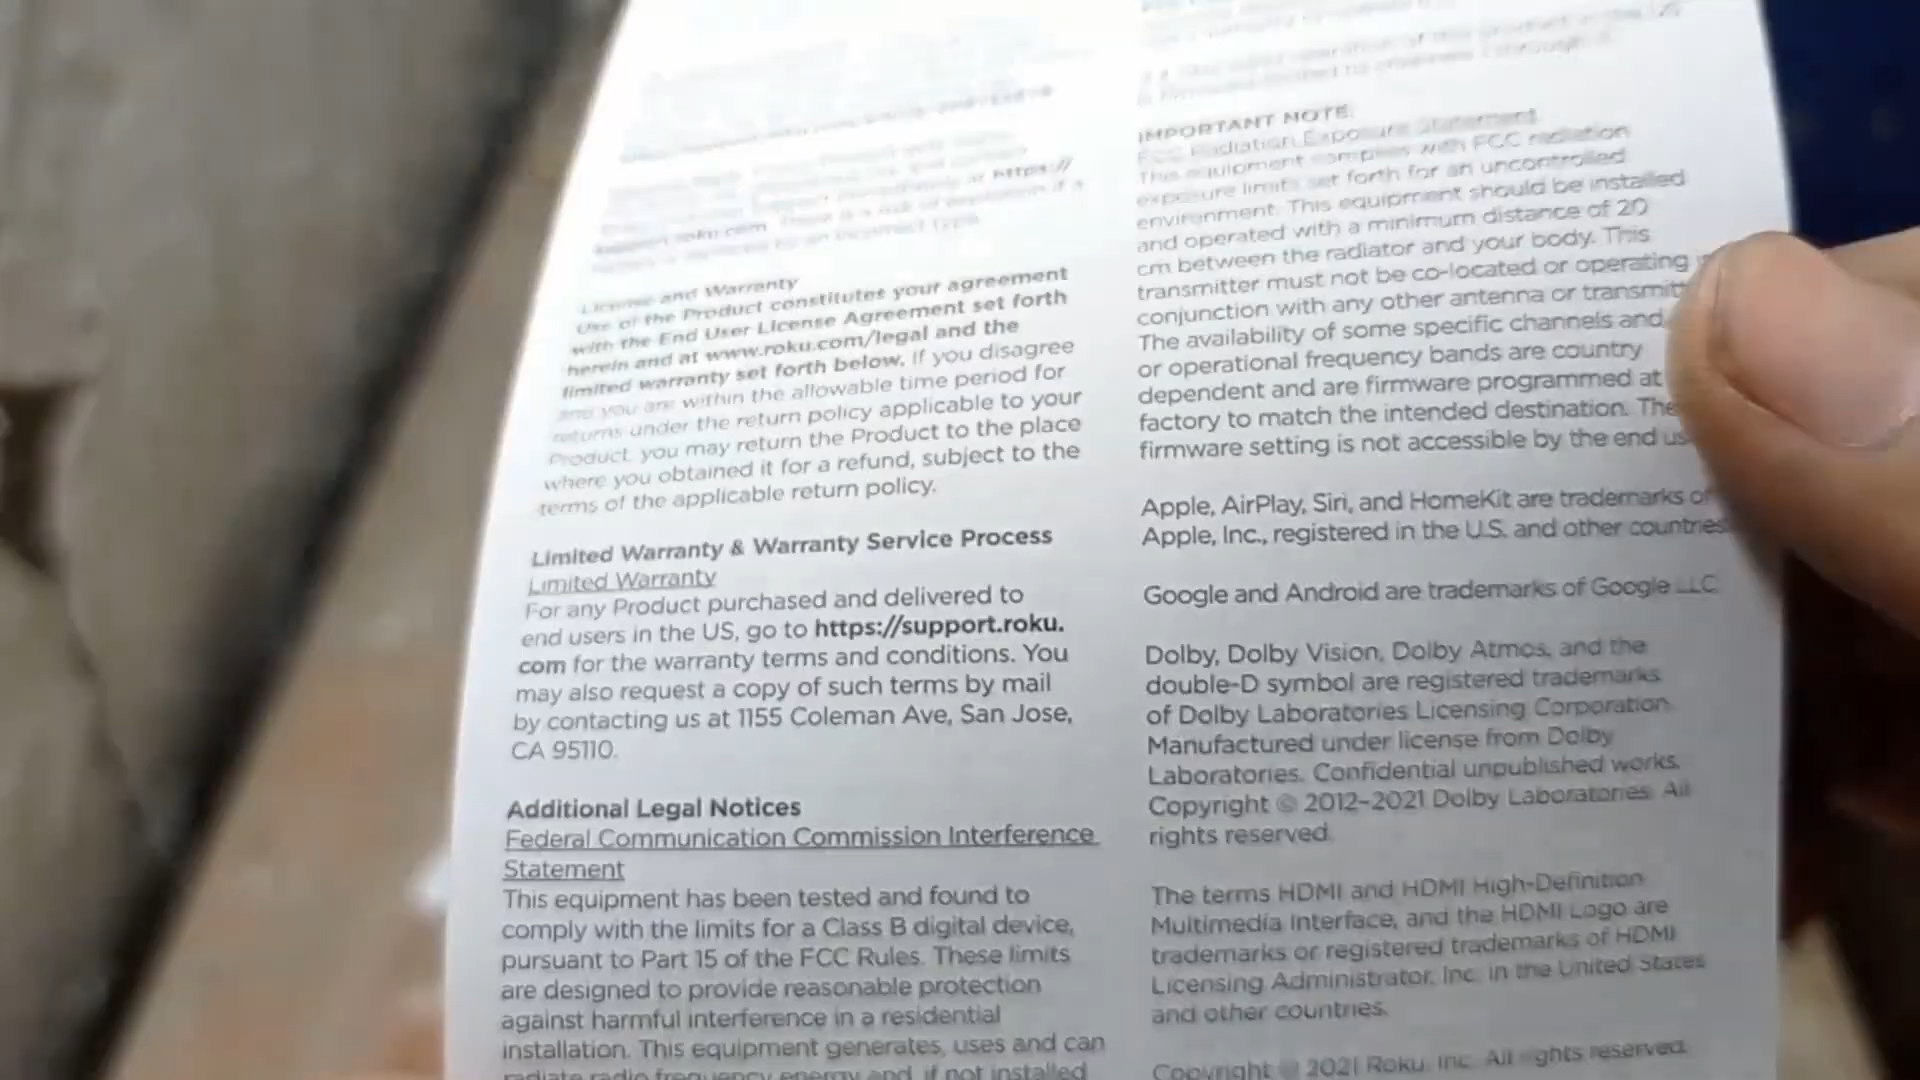 https://
support.roku.com.
License and Warranty
Use of the Product constitutes your agreement
with the End User License Agreement set forth
herein and at www.roku.com/legal and the
limited warranty set forth below. If you disagree
and you are within the allowable time period for
returns under the return policy applicable to your
Product, you may return the Product to the place
where you obtained it for a refund, subject to the
terms of the applicable return policy.
Limited Warranty & Warranty Service Process
Limited Warranty
For any Product purchased and delivered to
end users in the US, go to https://support.roku.
com for the warranty terms and conditions. You
may also request a copy of such terms by mail
by contacting us at 1155 Coleman Ave, San Jose,
CA 95110.
Additional Legal Notices
Federal Communication Commission Interference
Statement
This equipment has been tested and found to
comply with the limits for a Class B digital device,
pursuant to Part 15 of the FCC Rules. These limits
are designed to provide reasonable protection
against harmful interference in a residential
installation. This equipment generates, uses and can
radiate radio frequency energy and, if not installed
IMPORTANT NOTE:
FCC Radiation Exposure Statement
This equipment complies with FCC radiation
exposure limits set forth for an uncontrolled
environment. This equipment should be installed
and operated with a minimum distance of 20
cm between the radiator and your body. This
transmitter must not be co-located or operating
conjunction with any other antenna or transmit
The availability of some specific channels and
or operational frequency bands are country
dependent and are firmware programmed at
factory to match the intended destination. The
firmware setting is not accessible by the end us
Apple, AirPlay, Siri, and HomeKit are trademarks of
Apple, Inc., registered in the U.S. and other countries.
Google and Android are trademarks of Google LLC
Dolby, Dolby Vision, Dolby Atmos, and the
double-D symbol are registered trademarks
of Dolby Laboratories Licensing Corporation.
Manufactured under license from Dolby
Laboratories. Confidential unpublished works.
Copyright © 2012-2021 Dolby Laboratories. All
rights reserved.
The terms HDMI and HDMI High-Definition
Multimedia Interface, and the HDMI Logo are
trademarks or registered trademarks of HDMI
Licensing Administrator, Inc. in the United States
and other countries.
Copyright © 2021 Roku, Inc. All rights reserved.